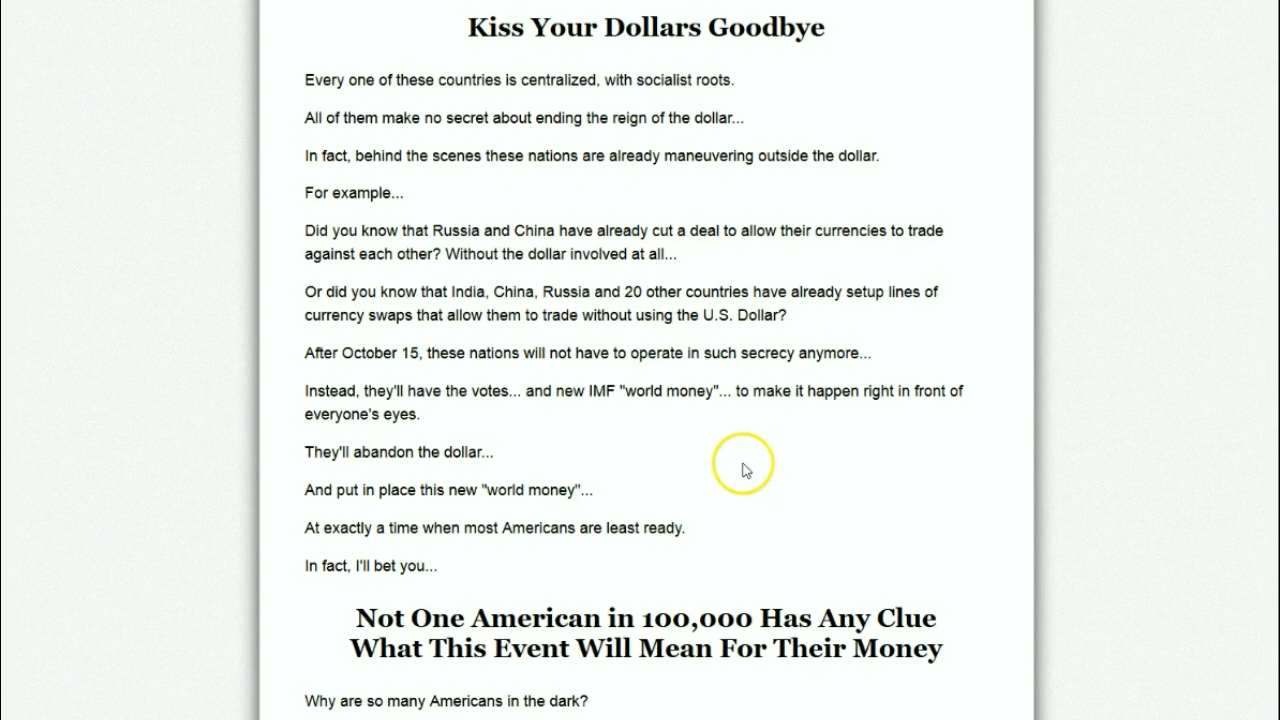 Kiss Your Dollars Goodbye
Every one of these countries is centralized, with socialist roots.
All of them make no secret about ending the reign of the dollar...
In fact, behind the scenes these nations are already maneuvering outside the dollar.
For example...
Did you know that Russia and China have already cut a deal to allow their currencies to trade
against each other? Without the dollar involved at all...
Or did you know that India, China, Russia and 20 other countries have already setup lines of
currency swaps that allow them to trade without using the U.S. Dollar?
After October 15, these nations will not have to operate in such secrecy anymore...
Instead, they'll have the votes... and new IMF "world money"... to make it happen right in front of
everyone's eyes.
They'll abandon the dollar...
And put in place this new "world money"...
At exactly a time when most Americans are least ready.
In fact, I'll bet you...
Not One American in 100,000 Has Any Clue
What This Event Will Mean For Their Money
Why are so many Americans in the dark?